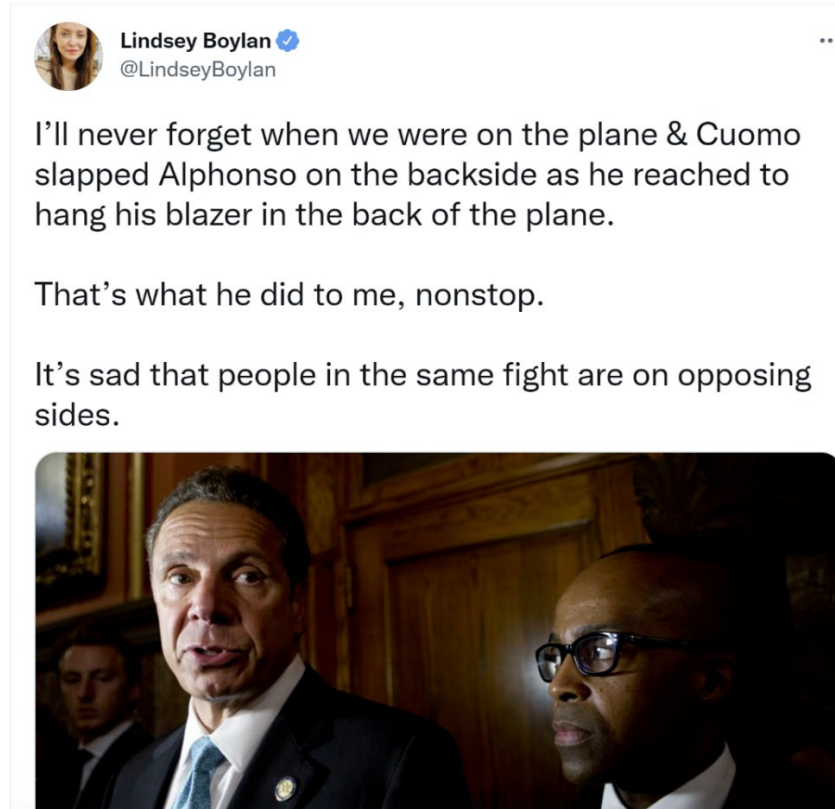 Lindsey Boylan
@LindseyBoylan
I’ll never forget when we were on the plane & Cuomo
slapped Alphonso on the backside as he reached to
hang his blazer in the back of the plane.
That’s what he did to me, nonstop.
It’s sad that people in the same fight are on opposing
sides.